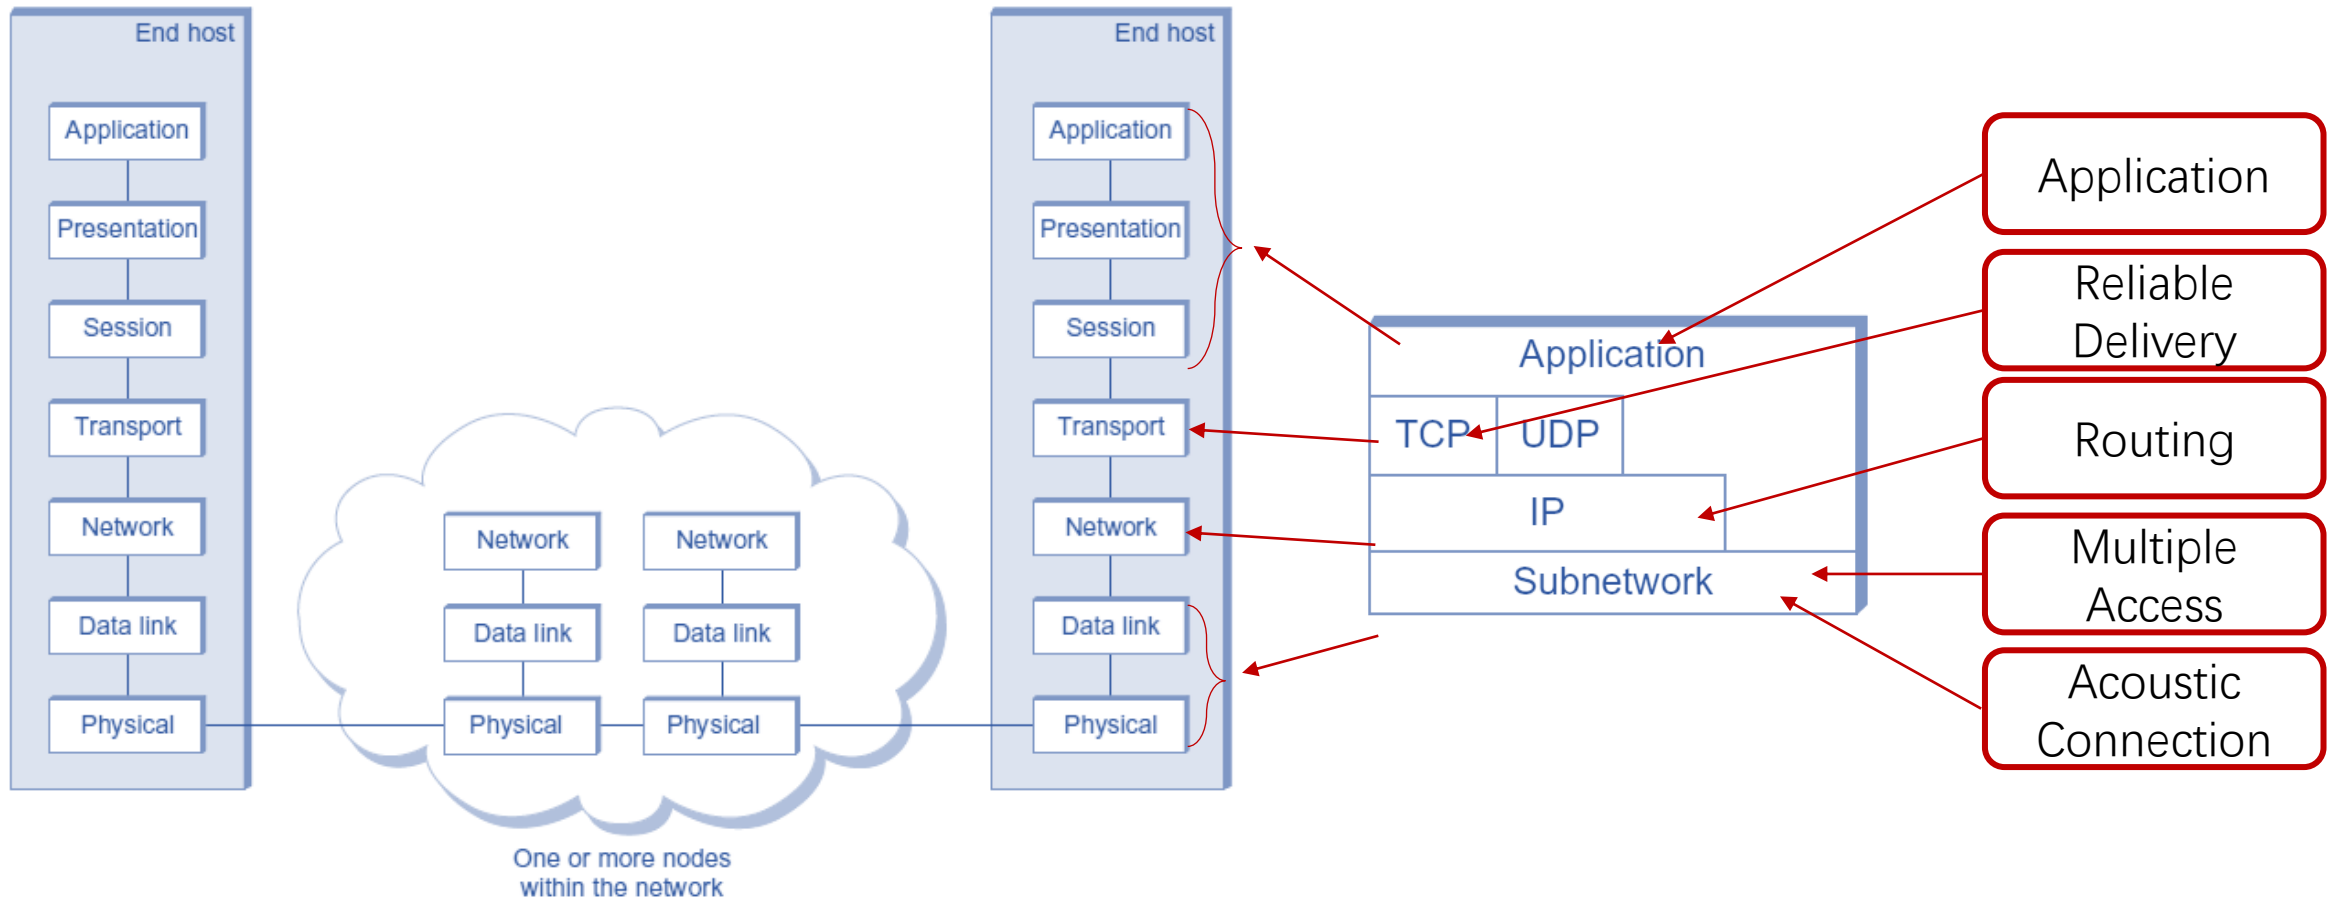 End host
Application
Presentation
Session
Transport
Network
Data link
Physical
Network
Data link
Physical
Network
Data link
Physical
One or more nodes
within the network
End host
Application
Presentation
Session
Transport
Network
Data link
Physical
Application
TCP
UDP
IP
Subnetwork
Application
Reliable
Delivery
Routing
Multiple
Access
Acoustic
Connection